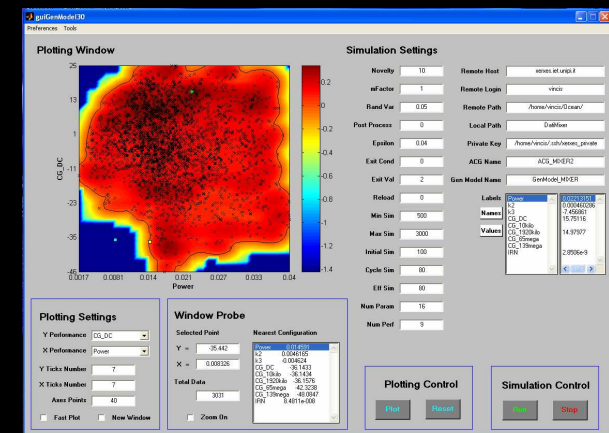 guiGenModel30
Preferences Tools
Plotting Window
25
13
1
-11
-23
-35
-46
CG_DC
0.0017 0.0081 0.014 0.021 0.027 0.033 0.04
Power
0.2
0
-0.2
-0.4
-0.6
-0.8
-1
-1.2
-1.4
Simulation Settings
Novelty 10
mFactor 1
Rand Var 0.05
Post Process 0
Epsilon 0.04
Exit Cond 0
Exit Val 2
Reload 0
Min Sim 500
Max Sim 3000
Initial Sim 100
Cycle Sim 80
Eff Sim 80
Num Param 16
Num Perf 9
Remote Host xerxes.iet.unipi.it
Remote Login vincis
Remote Path /home/vincis/Ocean/
Local Path DatiMixer
Private Key /home/vincis/.ssh/xerxes_private
ACG Name ACG_MIXER2
Gen Model Name GenModel_MIXER
Labels
Names
Values
Power
k2 0.000460286
k3 -7.456861
CG_DC 15.75116
CG_10kilo
CG_1920kilo 14.97977
CG_65mega
CG_139mega
IRN 2.8506e-9
Plotting Settings
Y Performance CG_DC
X Performance Power
Y Ticks Number 7
X Ticks Number 7
Axes Points 40
Fast Plot New Window
Window Probe
Selected Point
Y = -35.442
X = 0.008326
Total Data
3031
Zoom On
Nearest Configuration
Power 0.014591
k2 0.0046165
k3 -0.004624
CG_DC -36.1433
CG_10kilo -36.1434
CG_1920kilo -36.1576
CG_65mega -42.3238
CG_139mega -48.0847
IRN 8.4811e-008
Plotting Control
Plot Reset
Simulation Control
Run Stop